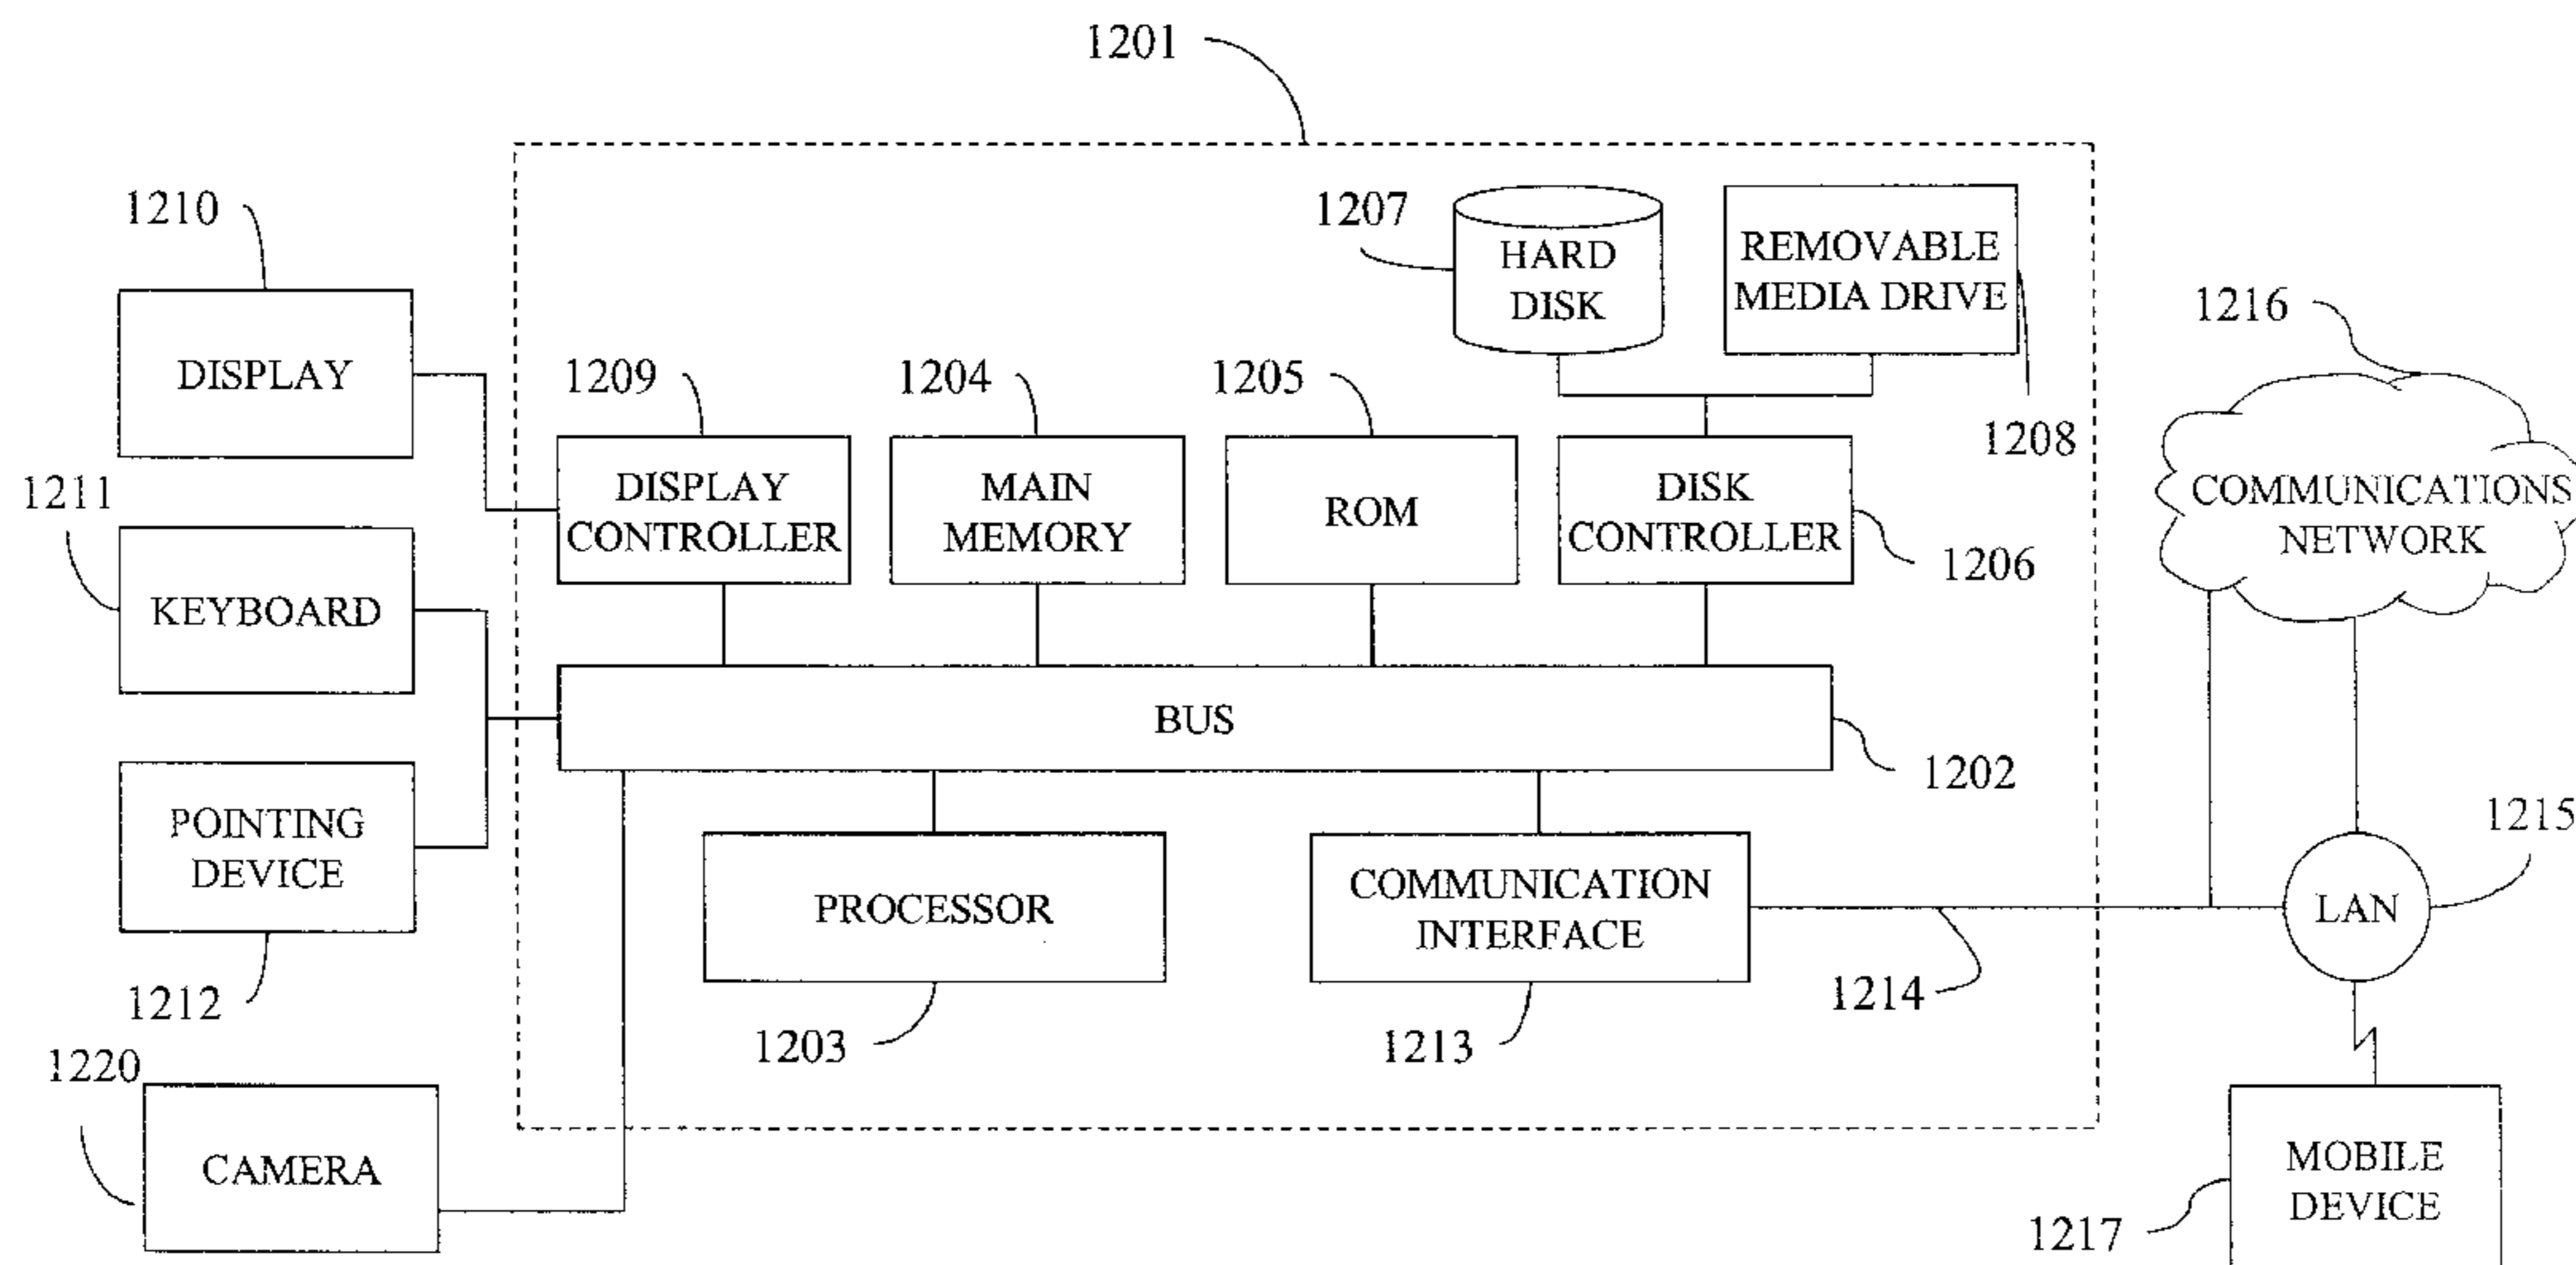 1201
1210
DISPLAY
1211
KEYBOARD
POINTING
DEVICE
1212
1220
CAMERA
1207
HARD
DISK
REMOVABLE
MEDIA DRIVE
1208
1209
DISPLAY
CONTROLLER
1204
MAIN
MEMORY
1205
ROM
DISK
CONTROLLER
1206
BUS
1202
PROCESSOR
1203
COMMUNICATION
INTERFACE
1213
1214
1216
COMMUNICATIONS
NETWORK
1215
LAN
MOBILE
DEVICE
1217